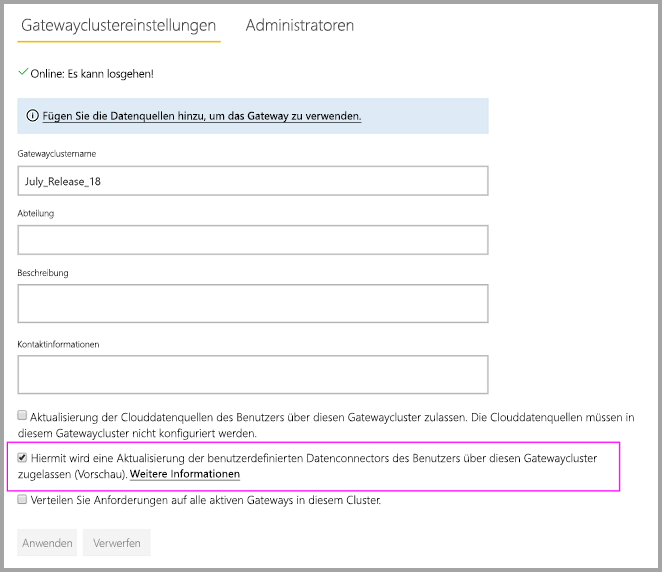 Gatewayclustereinstellungen Administratoren
Online: Es kann losgehen!
Fügen Sie die Datenquellen hinzu, um das Gateway zu verwenden.
Gatewayclustername
July_Release_18
Abteilung
Beschreibung
Kontaktinformationen
Aktualisierung der Clouddatenquellen des Benutzers über diesen Gatewaycluster zulassen. Die Clouddatenquellen müssen in
diesem Gatewaycluster nicht konfiguriert werden.
Hiermit wird eine Aktualisierung der benutzerdefinierten Datenconnectors des Benutzers über diesen Gatewaycluster
zugelassen (Vorschau). Weitere Informationen
Verteilen Sie Anforderungen auf alle aktiven Gateways in diesem Cluster.
Anwenden Verwerfen